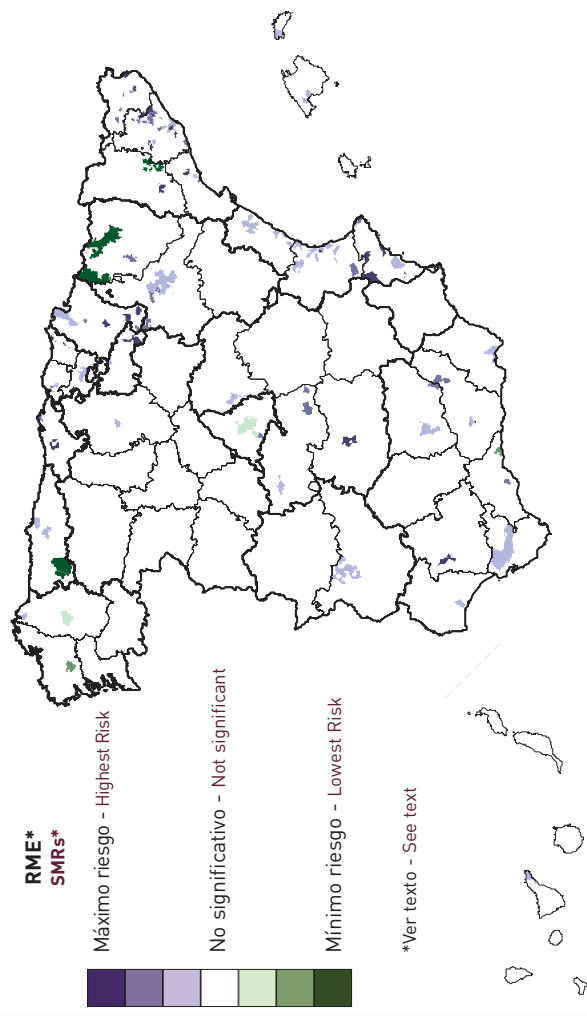 RME*
SMRs*
Máximo riesgo - Highest Risk
No significativo - Not significant
Mínimo riesgo - Lowest Risk
*Ver texto - See text